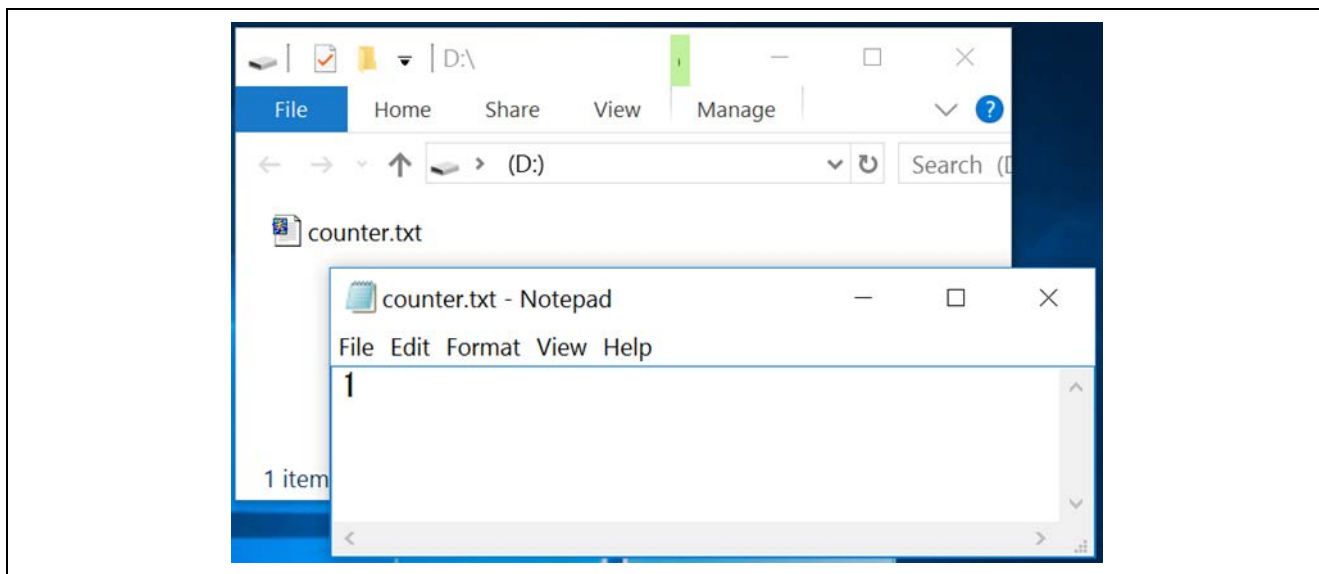 D:\
File Home Share View Manage
(D:) Search (D
counter.txt
counter.txt - Notepad
File Edit Format View Help
1
1 item